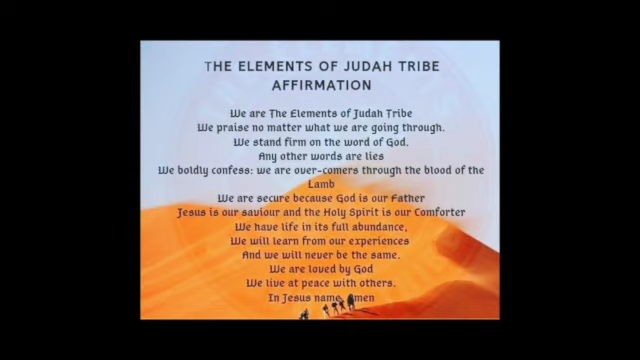 THE ELEMENTS OF JUDAH TRIBE
AFFIRMATION
We are The Elements of Judah Tribe
We praise no matter what we are going through.
We stand firm on the word of God.
Any other words are lies
We boldly confess: we are over-comers through the blood of the
Lamb
We are secure because God is our Father
Jesus is our saviour and the Holy Spirit is our Comforter
We have life in its full abundance,
We will learn from our experiences
And we will never be the same.
We are loved by God
We live at peace with others.
In Jesus name, Amen